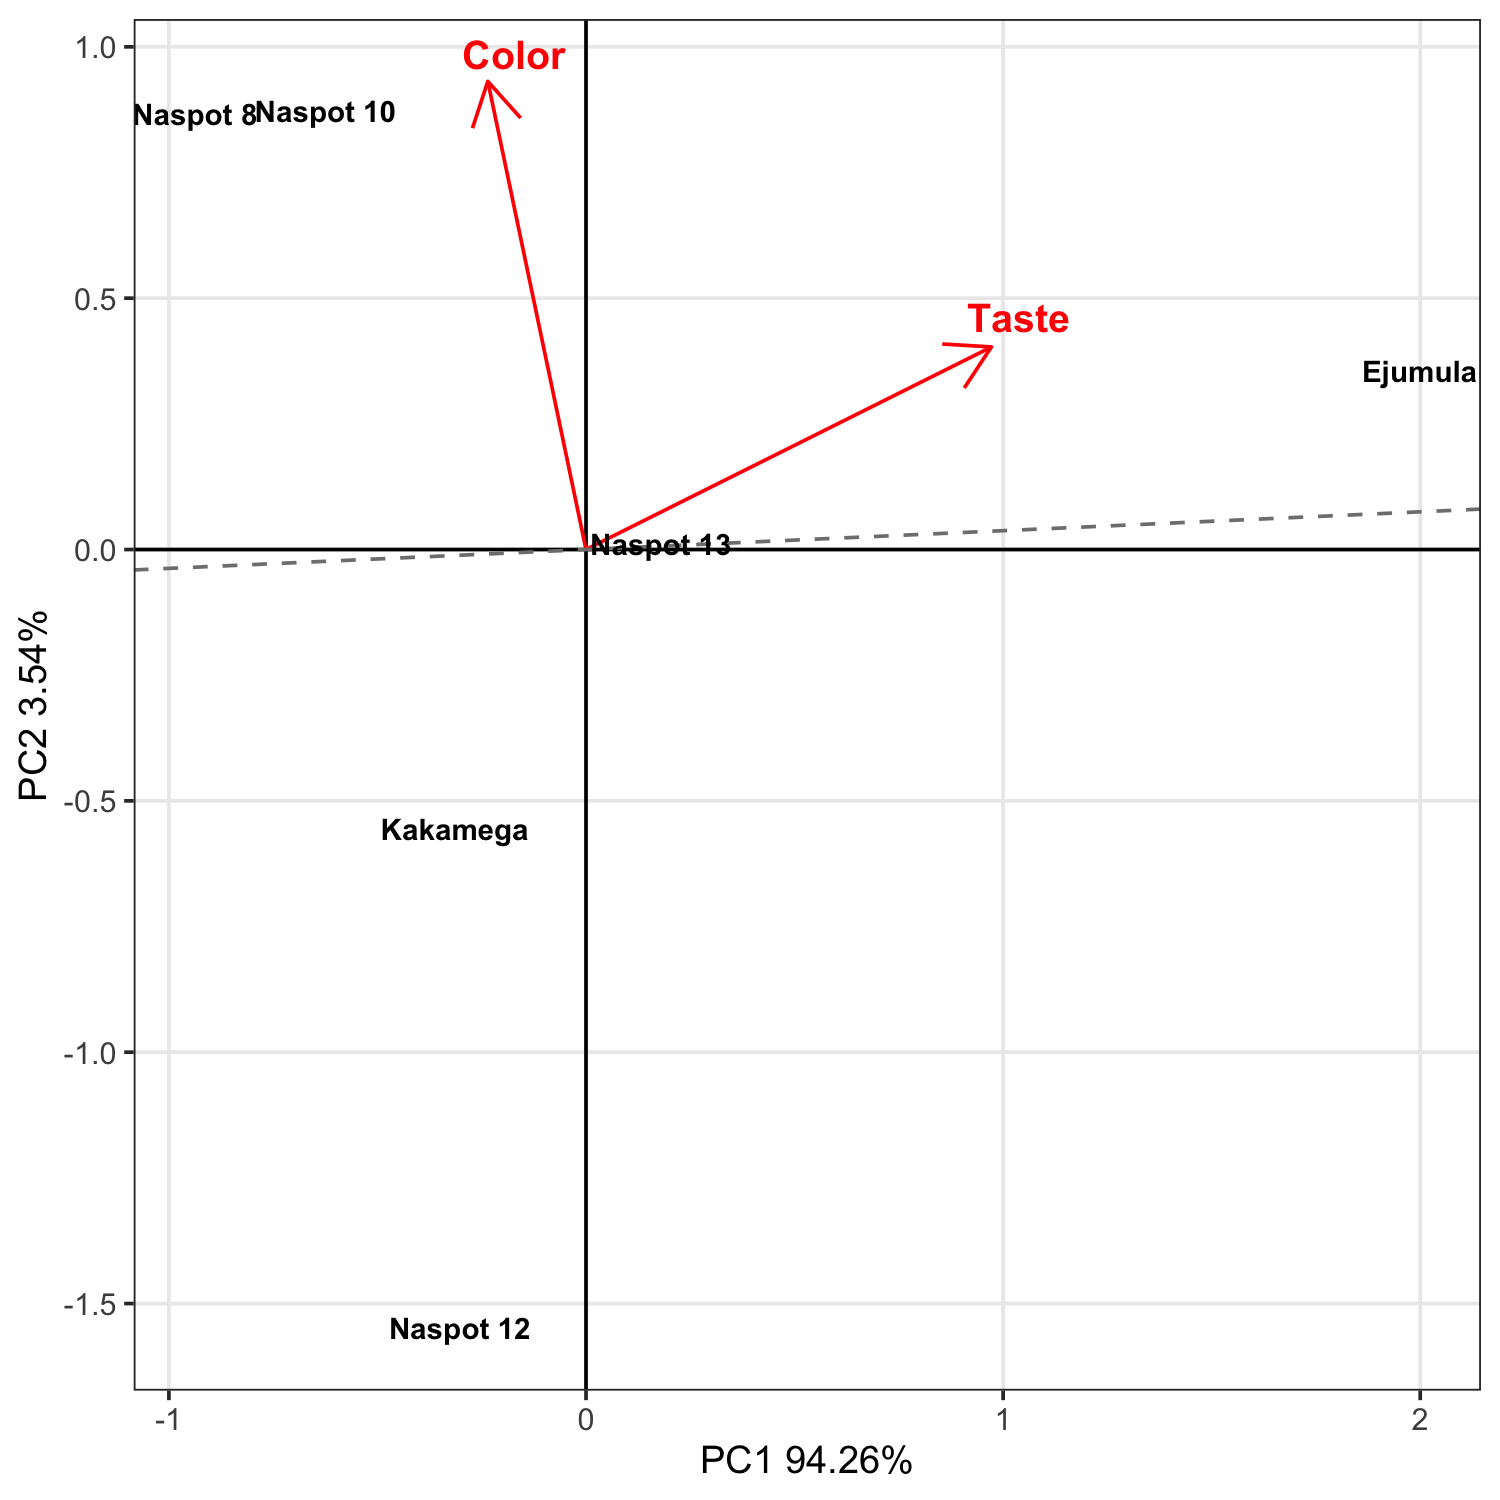 1.0
Color
Naspot 8
Naspot 10
0.5
Taste
Ejumula
0.0
Naspot 13
PC2 3.54%
-0.5
Kakamega
-1.0
-1.5
Naspot 12
-1
0
1
2
PC1 94.26%